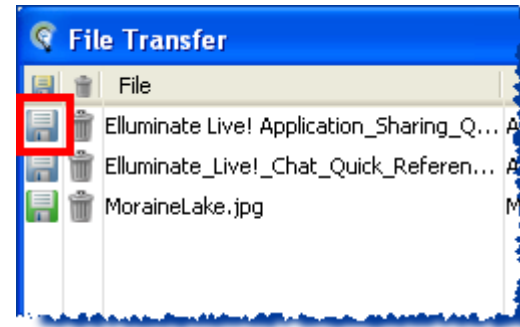 File Transfer
File
Elluminate Live! Application_Sharing_Q... A
Elluminate_Live!_Chat_Quick_Referen... A
MoraineLake.jpg M